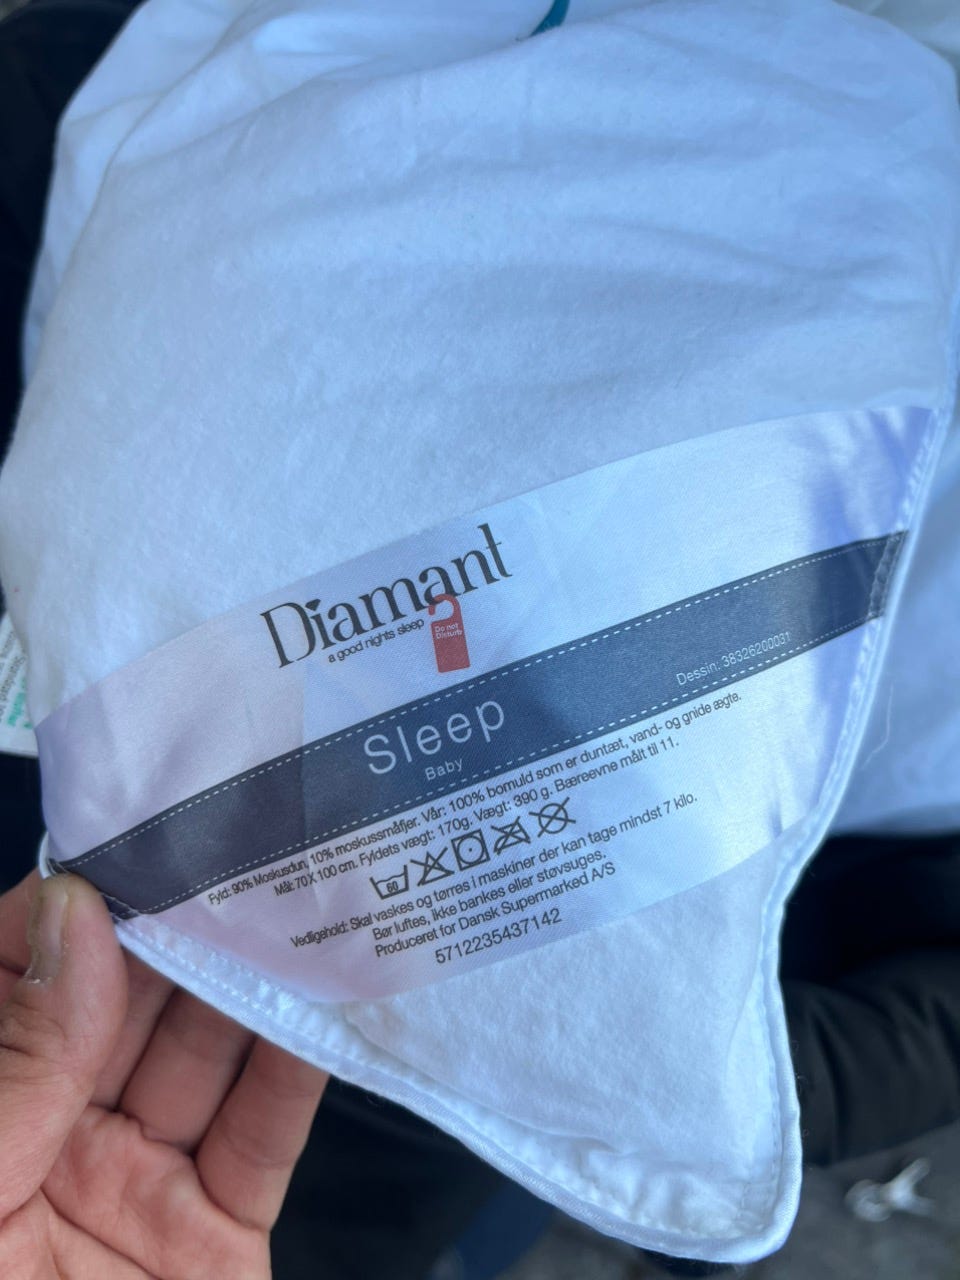 Diamant
a good nights sleep
Do not
Disturb
Dessin: 38326200031
Sleep
Baby
Fyld: 90% Moskusdun, 10% moskussmåfjer. Vår: 100% bomuld som er duntæt, vand- og gnide ægte.
Mål: 70 X 100 cm. Fyldets vægt: 170g. Vægt: 390 g. Bæreevne målt til 11.
60
Vedligehold: Skal vaskes og tørres i maskiner der kan tage mindst 7 kilo.
Bør luftes, ikke bankes eller støvsuges.
Produceret for Dansk Supermarked A/S
5712235437142